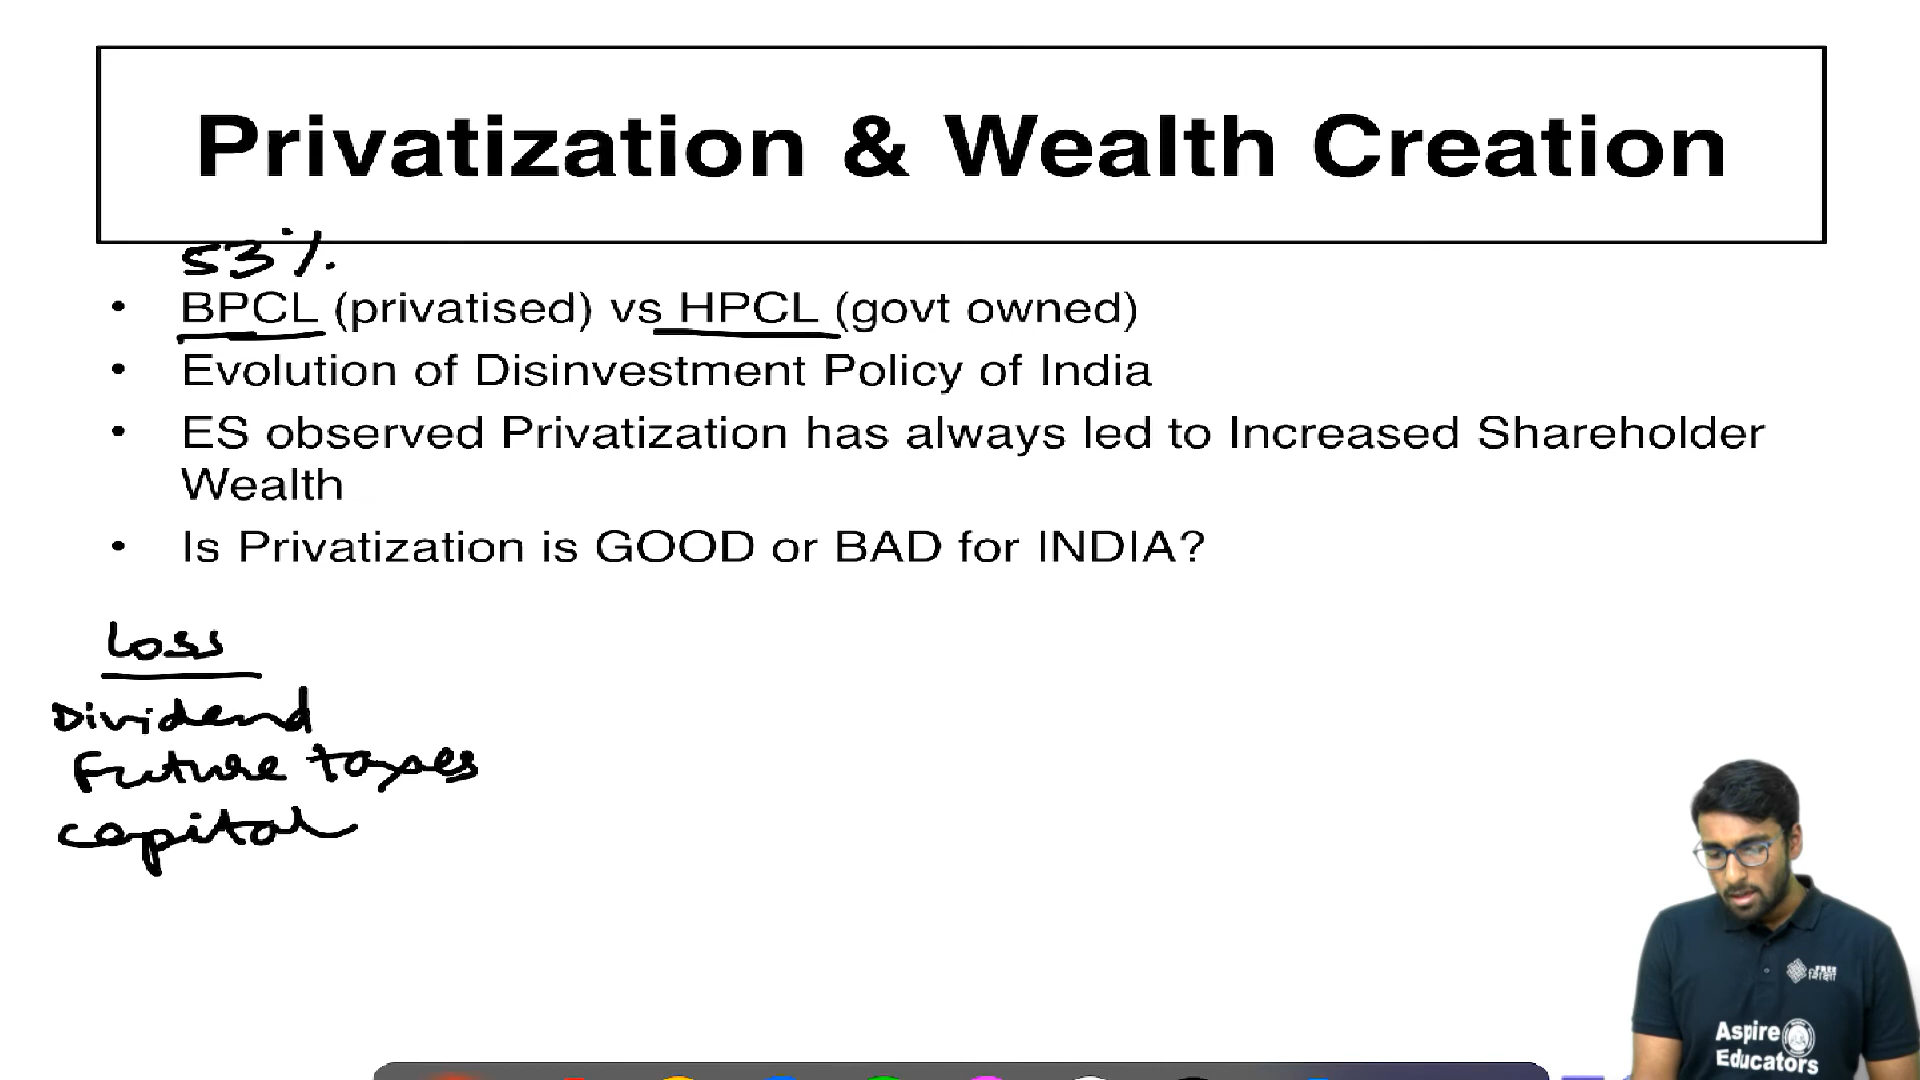 Privatization & Wealth Creation
53%
• BPCL (privatised) vs HPCL (govt owned)
• Evolution of Disinvestment Policy of India
• ES observed Privatization has always led to Increased Shareholder
Wealth
• Is Privatization is GOOD or BAD for INDIA?
Loss
Dividend
Future taxes
capital
FREE
Aspire
Educators